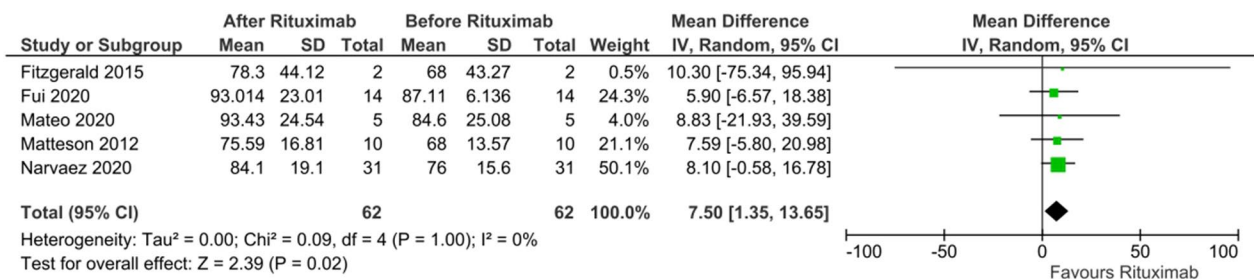 After Rituximab Before Rituximab Mean Difference Mean Difference
Study or Subgroup Mean SD Total Mean SD Total Weight IV, Random, 95% CI IV, Random, 95% CI
Fitzgerald 2015 78.3 44.12 2 68 43.27 2 0.5% 10.30 [-75.34, 95.94]
Fui 2020 93.014 23.01 14 87.11 6.136 14 24.3% 5.90 [-6.57, 18.38]
Mateo 2020 93.43 24.54 5 84.6 25.08 5 4.0% 8.83 [-21.93, 39.59]
Matteson 2012 75.59 16.81 10 68 13.57 10 21.1% 7.59 [-5.80, 20.98]
Narvaez 2020 84.1 19.1 31 76 15.6 31 50.1% 8.10 [-0.58, 16.78]
Total (95% CI) 62 62 100.0% 7.50 [1.35, 13.65]
Heterogeneity: Tau² = 0.00; Chi² = 0.09, df = 4 (P = 1.00); I² = 0%
Test for overall effect: Z = 2.39 (P = 0.02)
-100 -50 0 50 100
Favours Rituximab